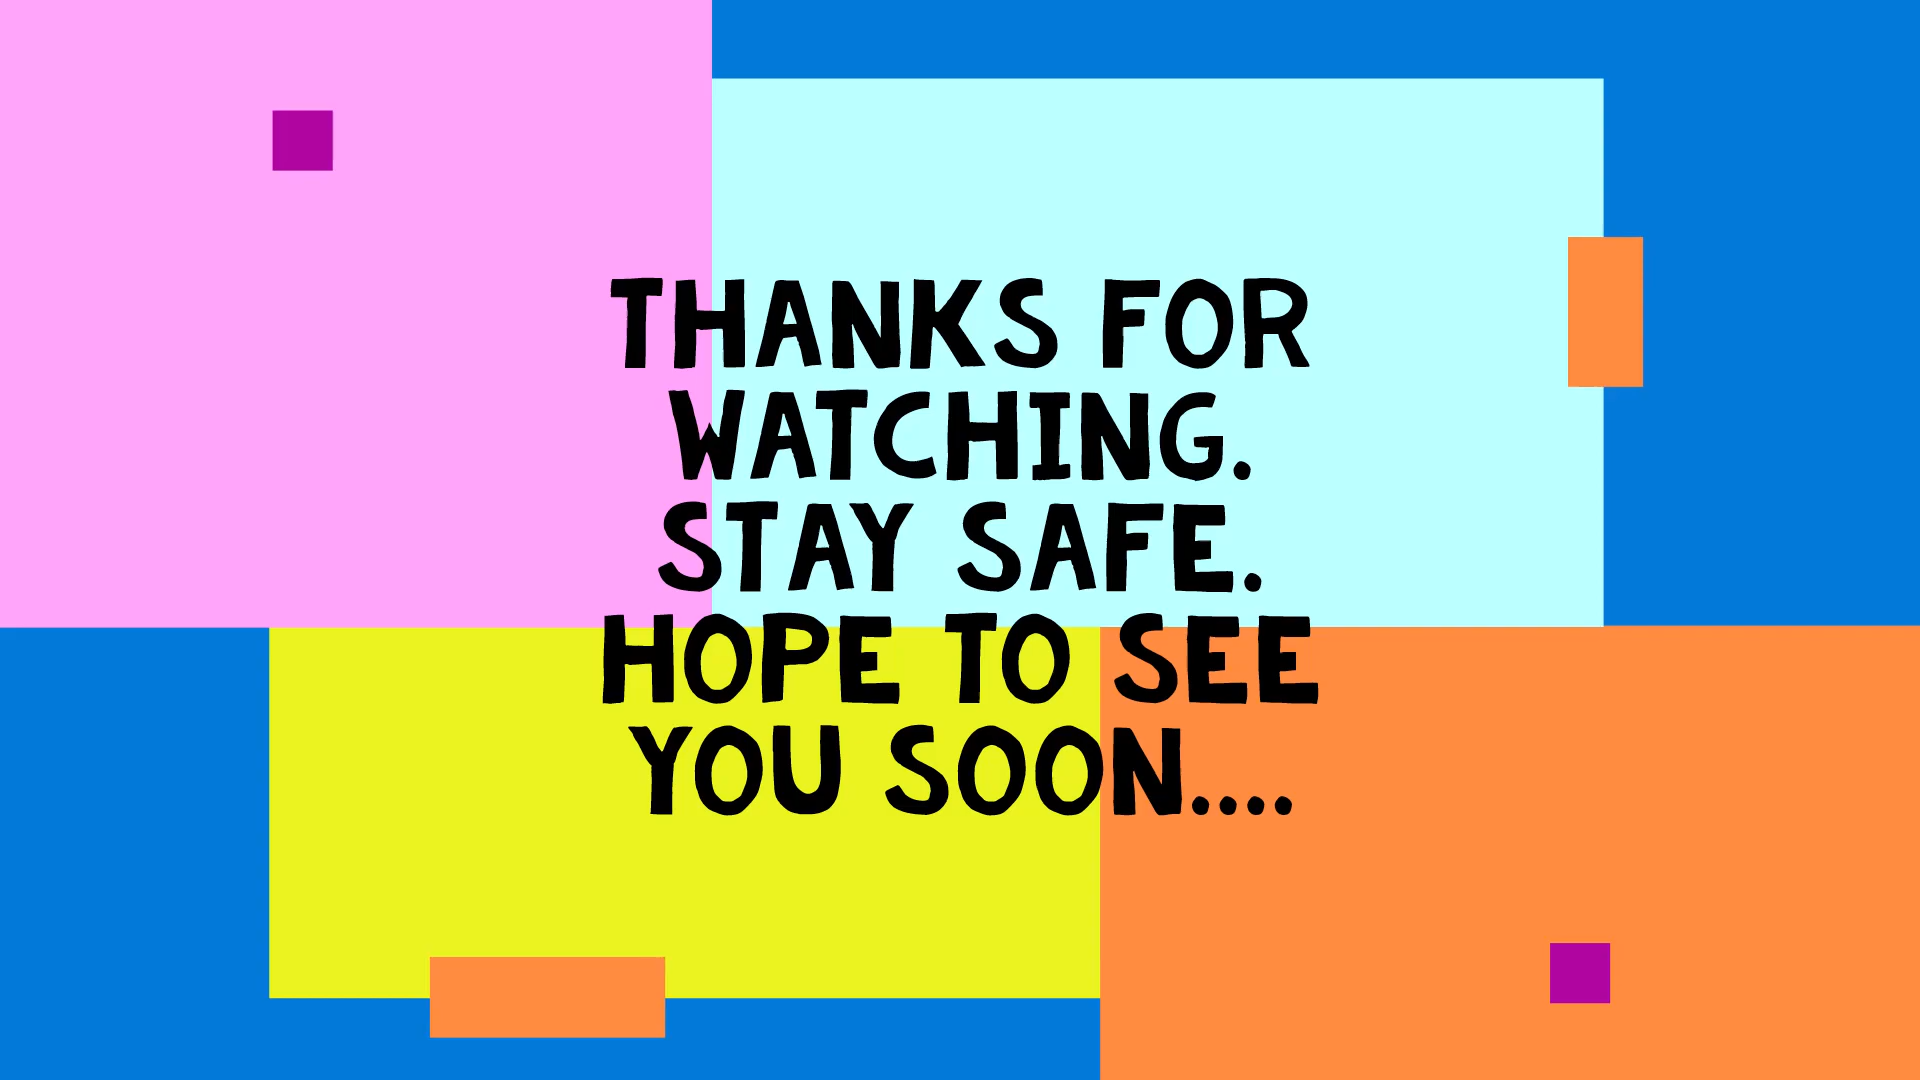 THANKS FOR
WATCHING.
STAY SAFE.
HOPE TO SEE
YOU SOON....